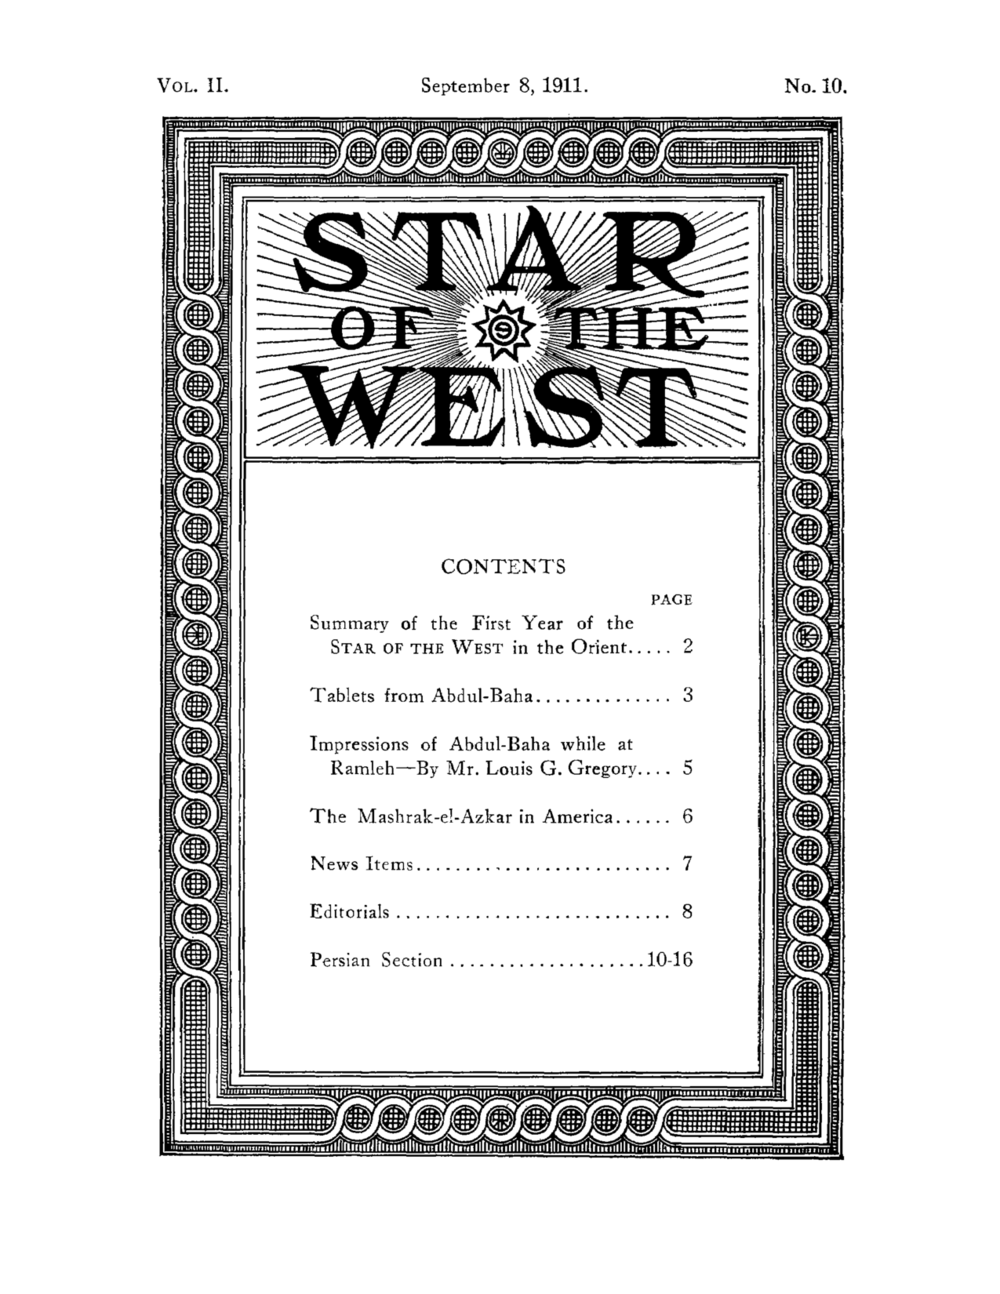 VOL. II. September 8, 1911. No. 10.
STAR
OF THE
WEST
CONTENTS
PAGE
Summary of the First Year of the
STAR OF THE WEST in the Orient..... 2
Tablets from Abdul-Baha.............. 3
Impressions of Abdul-Baha while at
Ramleh—By Mr. Louis G. Gregory.... 5
The Mashrak-el-Azkar in America...... 6
News Items.......................... 7
Editorials ............................ 8
Persian Section ....................10-16